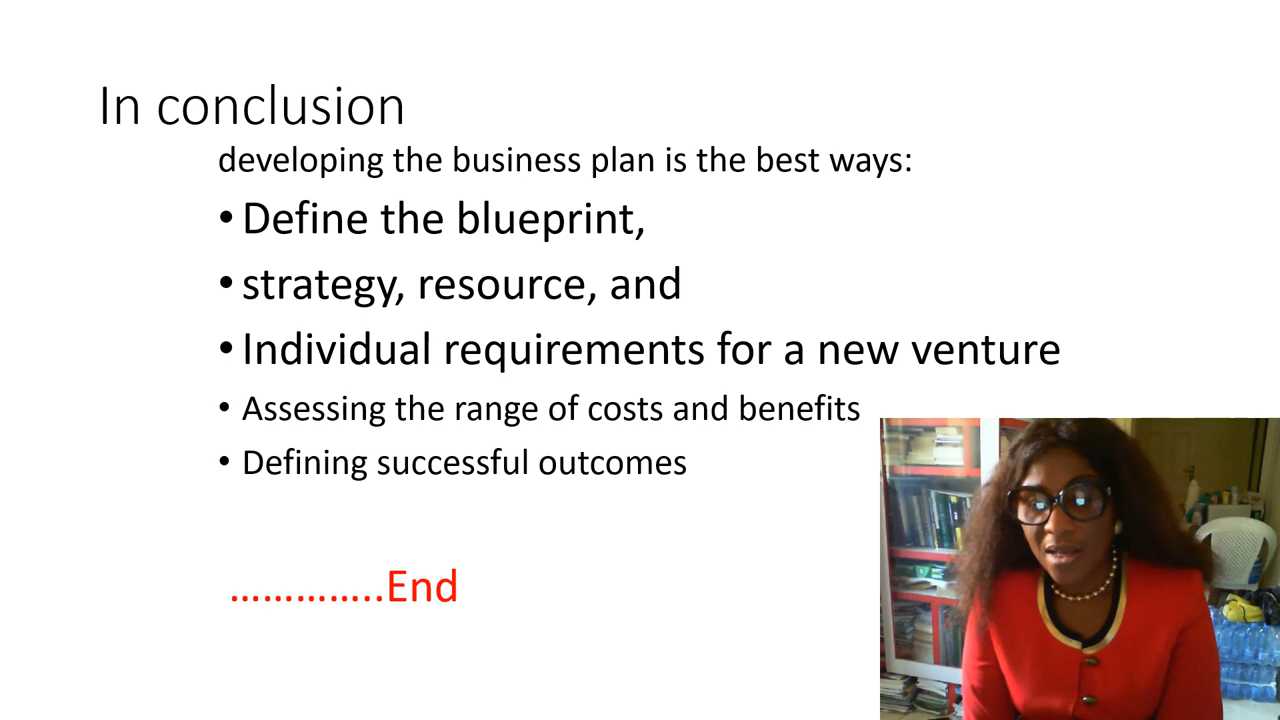 In conclusion
developing the business plan is the best ways:
• Define the blueprint,
• strategy, resource, and
• Individual requirements for a new venture
• Assessing the range of costs and benefits
• Defining successful outcomes
…………..End